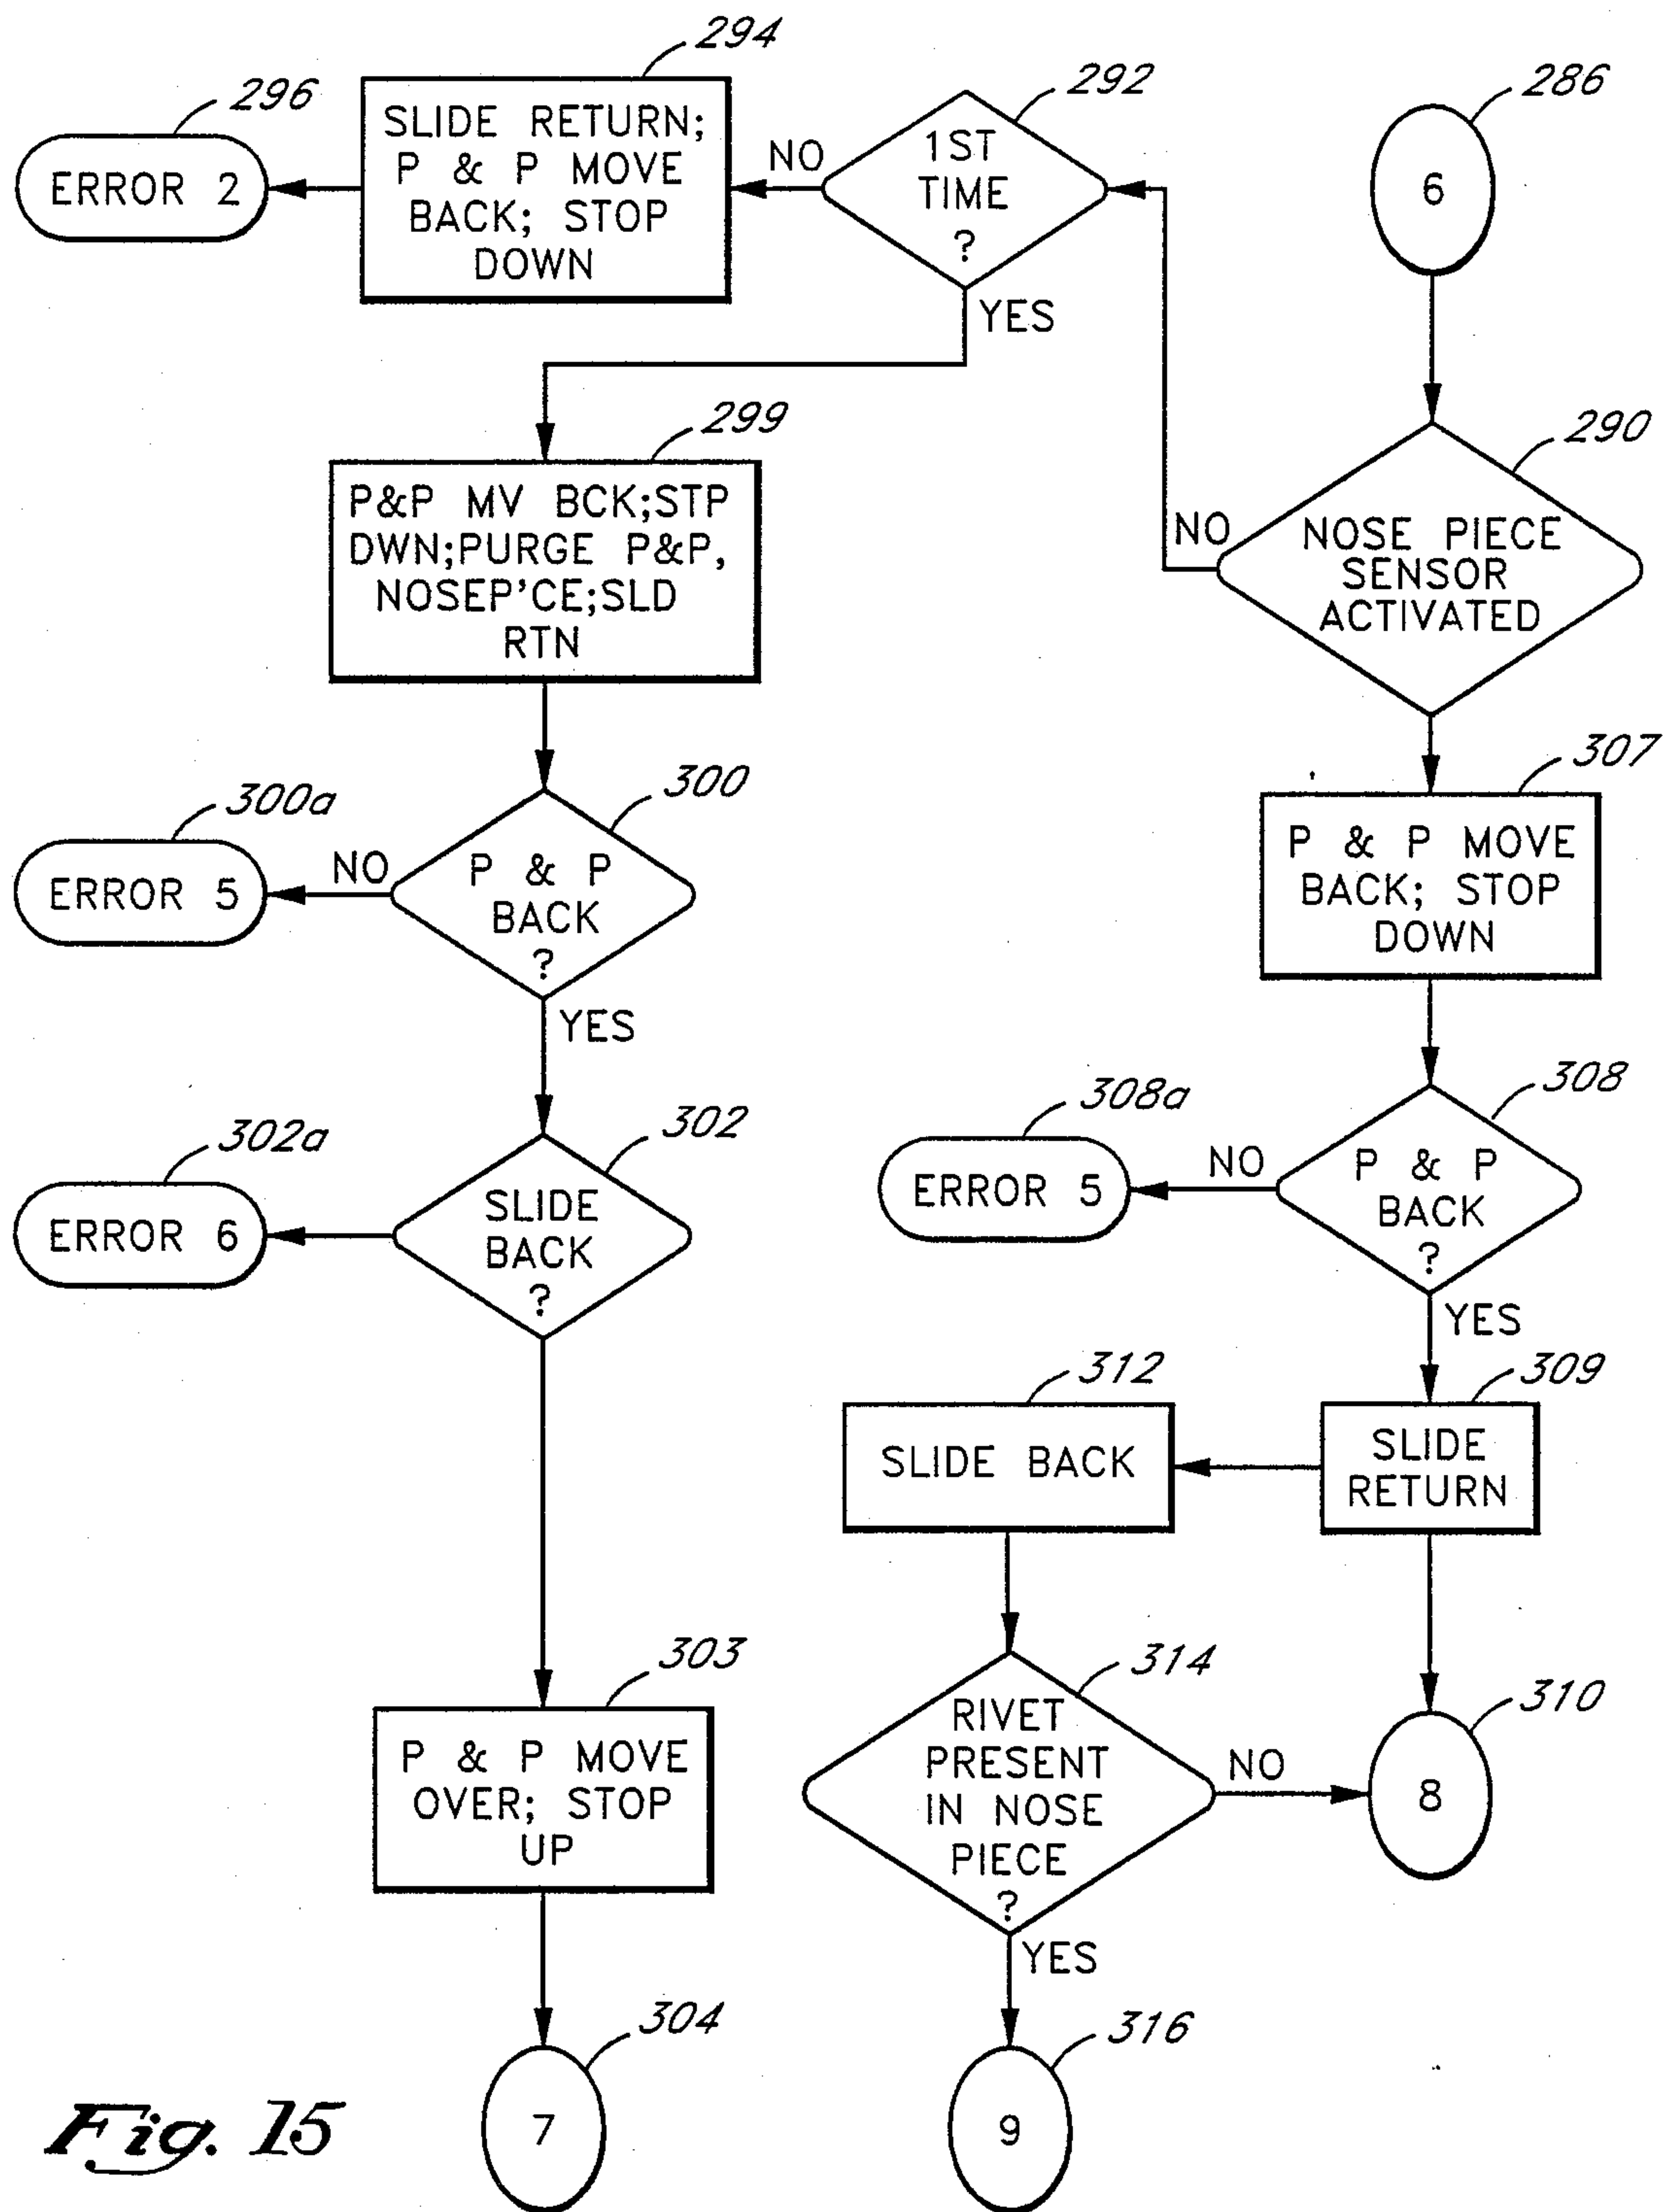 294
296
292
286
SLIDE RETURN;
P & P MOVE
BACK; STOP
DOWN
ERROR 2
NO
1ST
TIME
?
6
YES
299
290
P&P MV BCK;STP
DWN;PURGE P&P,
NOSEP'CE;SLD
RTN
NO
NOSE PIECE
SENSOR
ACTIVATED
300
300a
307
ERROR 5
NO
P & P
BACK
?
P & P MOVE
BACK; STOP
DOWN
YES
302
302a
308a
308
ERROR 6
SLIDE
BACK
?
ERROR 5
NO
P & P
BACK
?
YES
312
309
SLIDE BACK
SLIDE
RETURN
303
314
310
P & P MOVE
OVER; STOP
UP
RIVET
PRESENT
IN NOSE
PIECE
?
NO
8
YES
304
316
7
9
Fig. 15